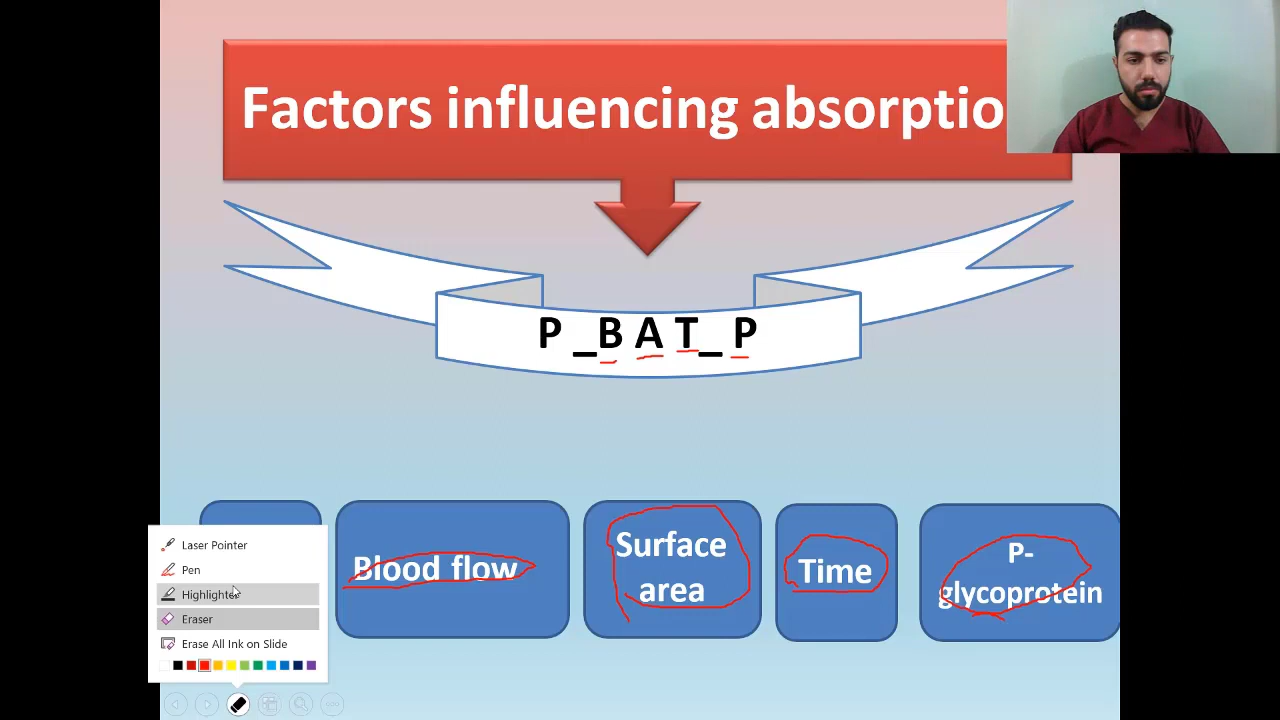 Factors influencing absorptio
P _B A T_ P
Blood flow
Surface
area
Time
P-
glycoprotein
Laser Pointer
Pen
Highlighter
Eraser
Erase All Ink on Slide